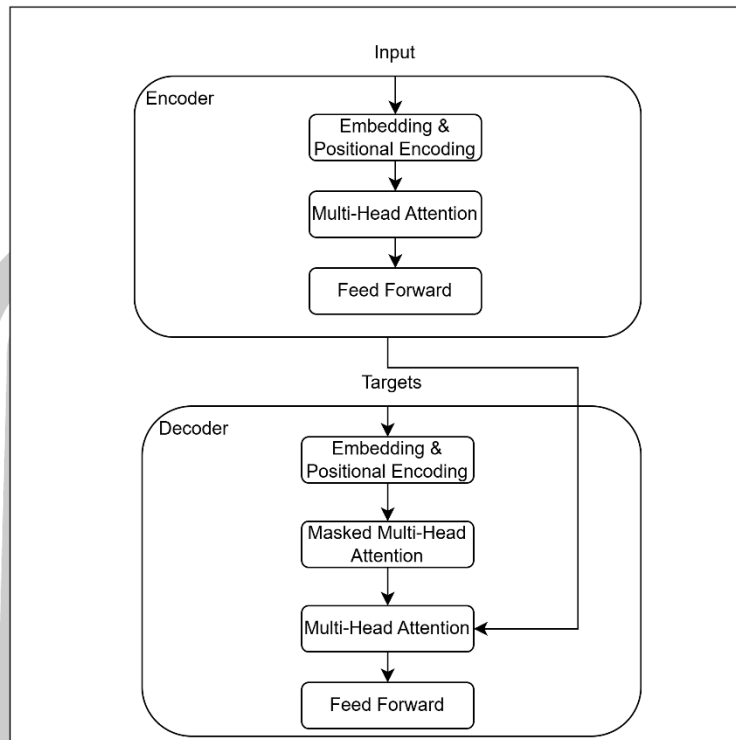 Input
Encoder
Embedding &
Positional Encoding
Multi-Head Attention
Feed Forward
Targets
Decoder
Embedding &
Positional Encoding
Masked Multi-Head
Attention
Multi-Head Attention
Feed Forward